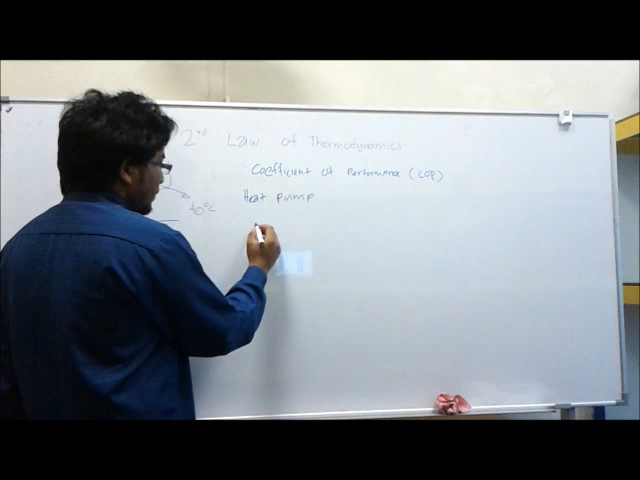 2nd Law of Thermodynamics
Coefficient of Performance (COP)
Heat pump
40°C